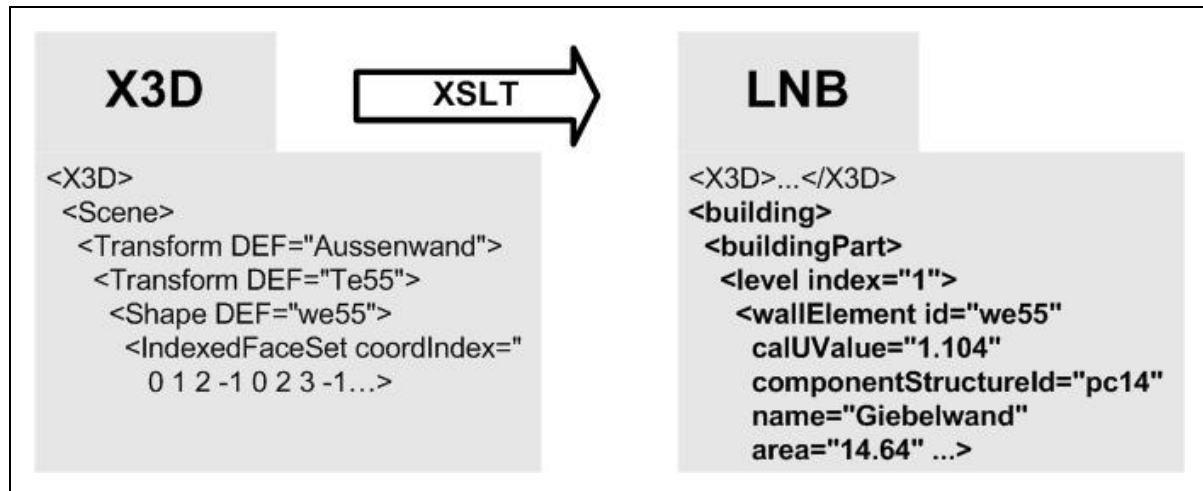 X3D
XSLT
LNB
<X3D>
<Scene>
<Transform DEF="Aussenwand">
<Transform DEF="Te55">
<Shape DEF="we55">
<IndexedFaceSet coordIndex="
0 1 2 -1 0 2 3 -1...>
<X3D>...</X3D>
<building>
<buildingPart>
<level index="1">
<wallElement id="we55"
calUValue="1.104"
componentStructureId="pc14"
name="Giebelwand"
area="14.64" ...>